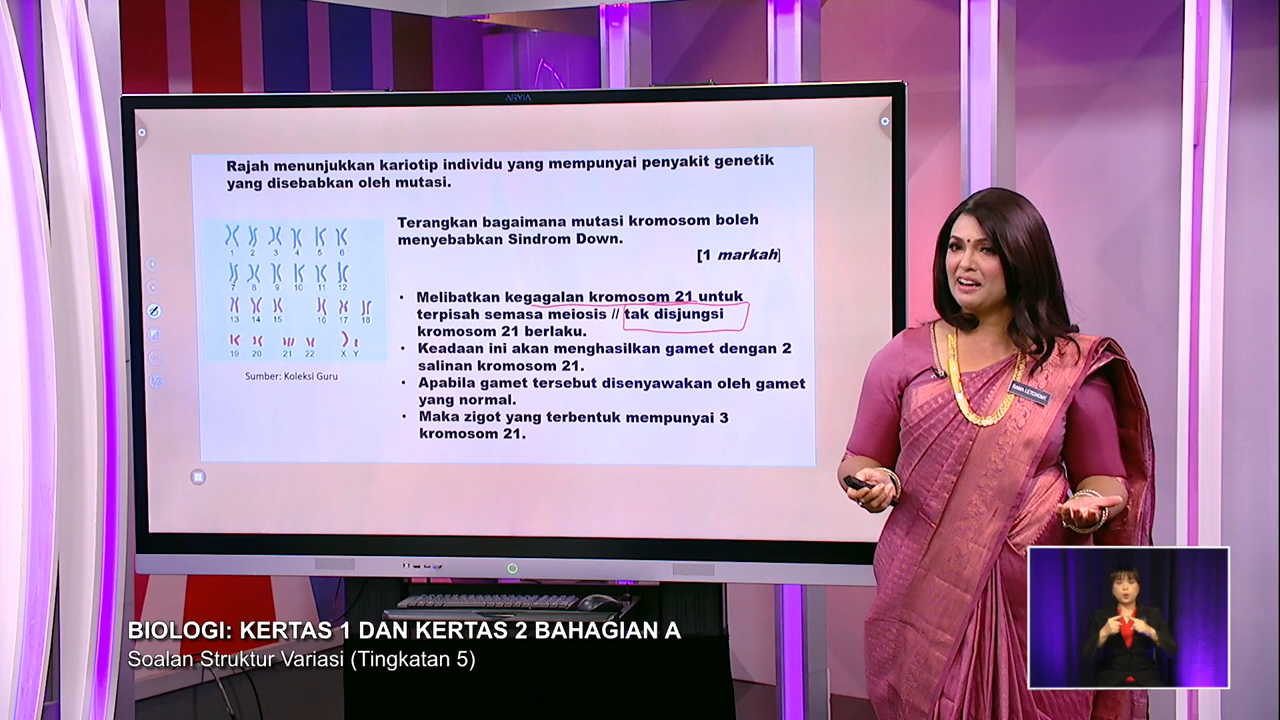 ARVIA
Rajah menunjukkan kariotip individu yang mempunyai penyakit genetik
yang disebabkan oleh mutasi.
Terangkan bagaimana mutasi kromosom boleh
menyebabkan Sindrom Down.
[1 markah]
1 2 3 4 5 6
7 8 9 10 11 12
13 14 15 16 17 18
19 20 21 22 X Y
Sumber: Koleksi Guru
• Melibatkan kegagalan kromosom 21 untuk
terpisah semasa meiosis // tak disjungsi
kromosom 21 berlaku.
• Keadaan ini akan menghasilkan gamet dengan 2
salinan kromosom 21.
• Apabila gamet tersebut disenyawakan oleh gamet
yang normal.
• Maka zigot yang terbentuk mempunyai 3
kromosom 21.
RAMA LETCHUMY
BIOLOGI: KERTAS 1 DAN KERTAS 2 BAHAGIAN A
Soalan Struktur Variasi (Tingkatan 5)